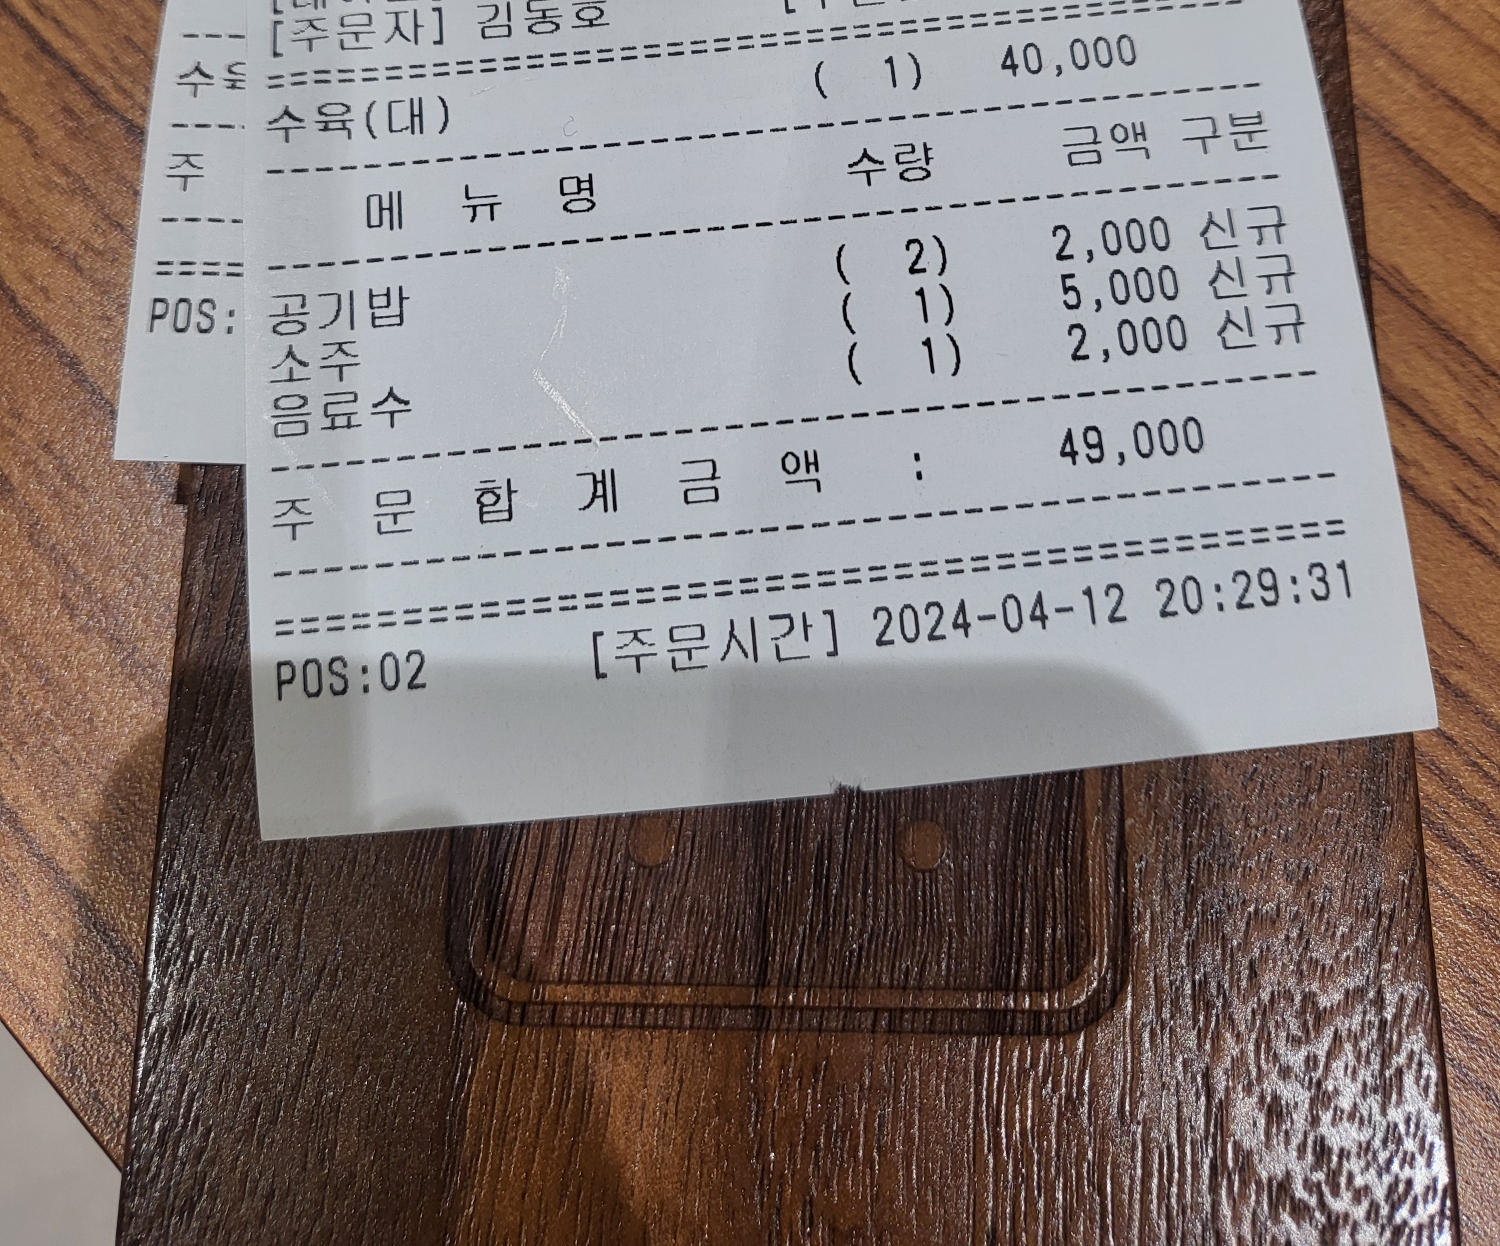 [주문자] 김동호
수육(대) ( 1) 40,000
메 뉴 명 수량 금액 구분
공기밥 ( 2) 2,000 신규
소주 ( 1) 5,000 신규
음료수 ( 1) 2,000 신규
주 문 합 계 금 액 : 49,000
[주문시간] 2024-04-12 20:29:31
POS:02
수
주
POS: